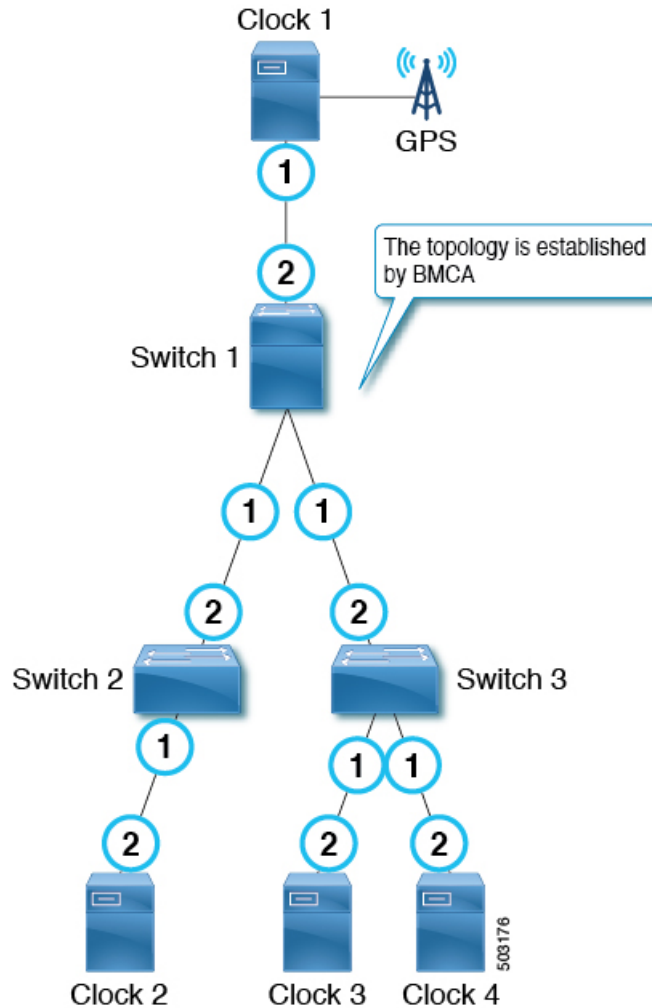 Clock 1
GPS
1
2
The topology is established
by BMCA
Switch 1
1
1
2
2
Switch 2
Switch 3
1
1
1
2
2
2
503176
Clock 2
Clock 3
Clock 4